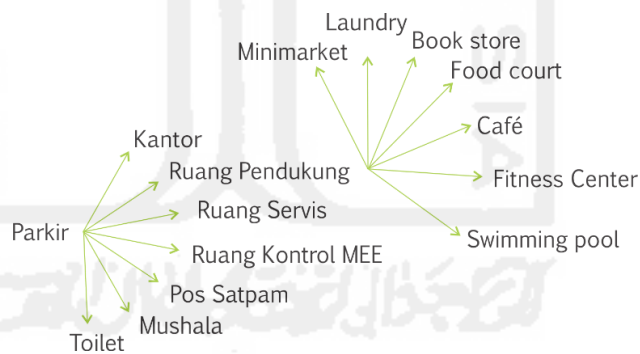 Laundry
Minimarket
Book store
Food court
Café
Fitness Center
Swimming pool
Kantor
Ruang Pendukung
Ruang Servis
Parkir
Ruang Kontrol MEE
Pos Satpam
Mushala
Toilet